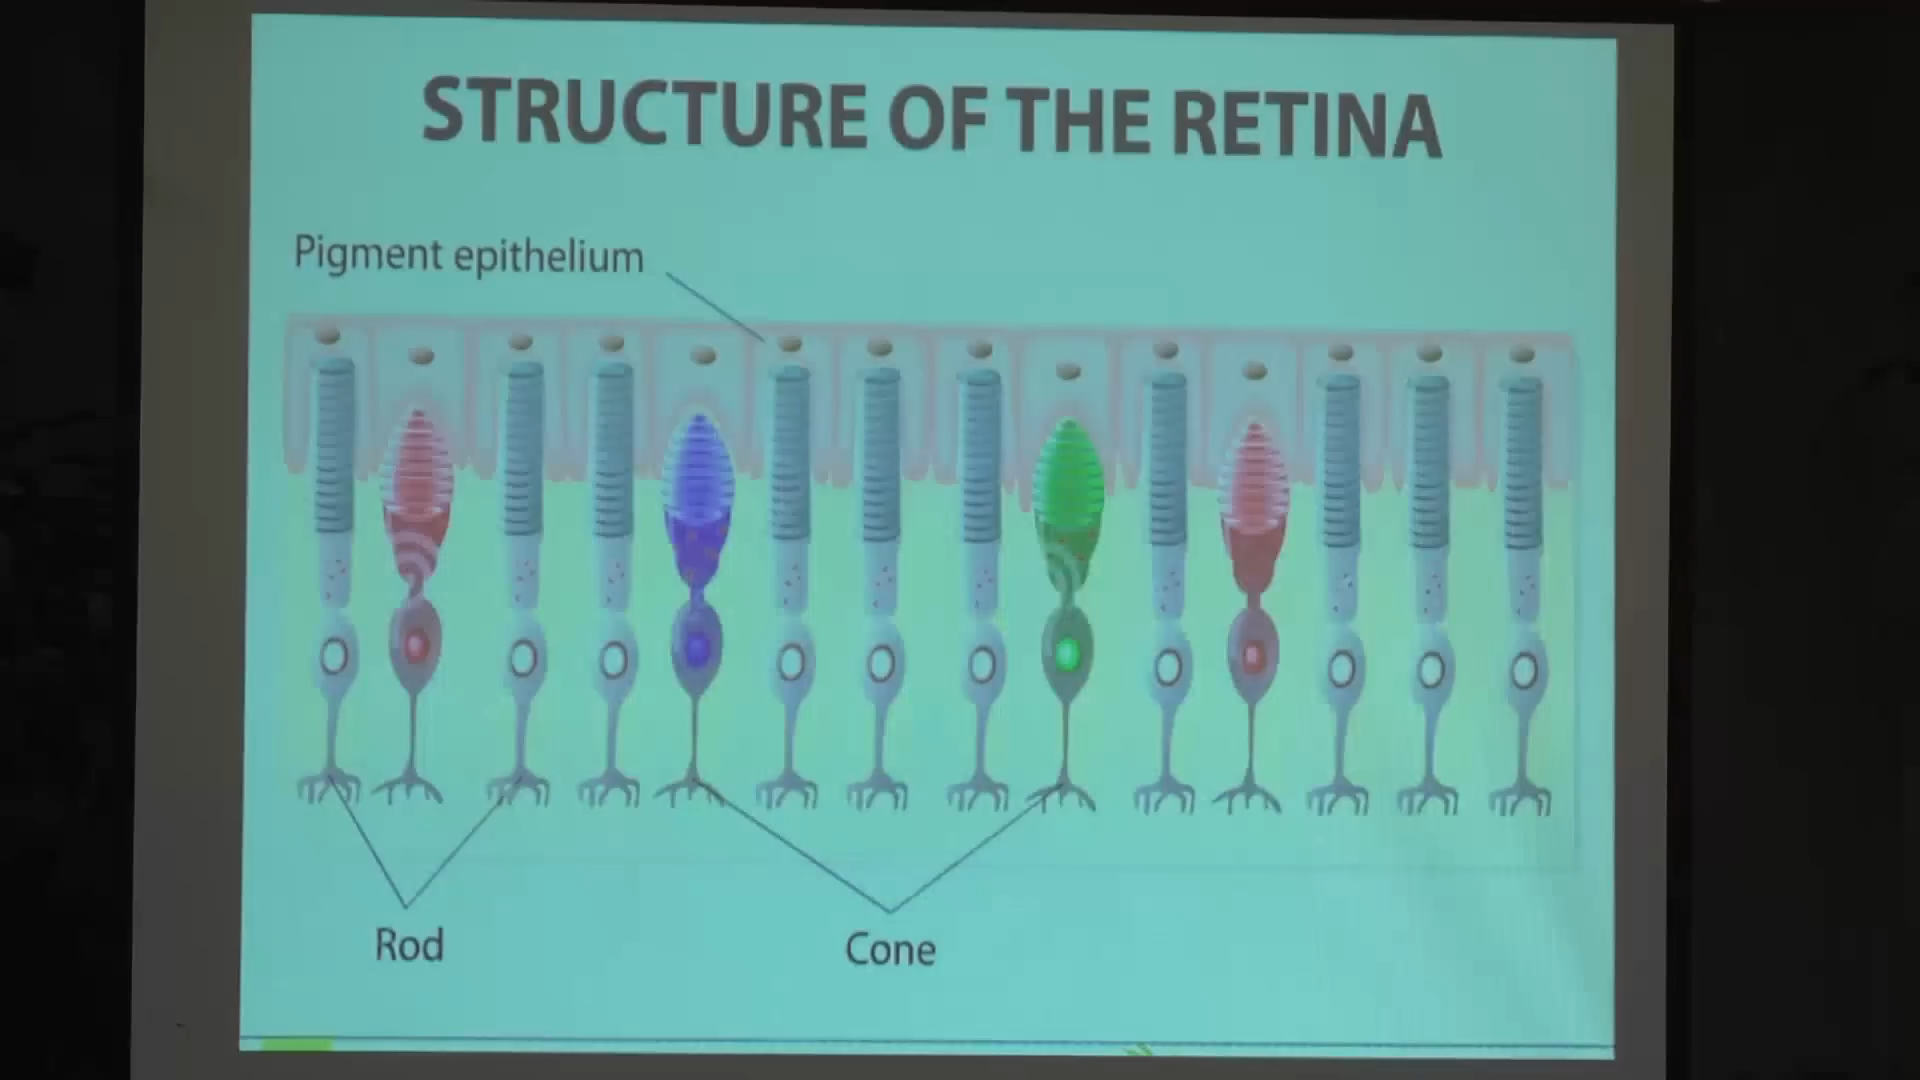 STRUCTURE OF THE RETINA
Pigment epithelium
Rod
Cone